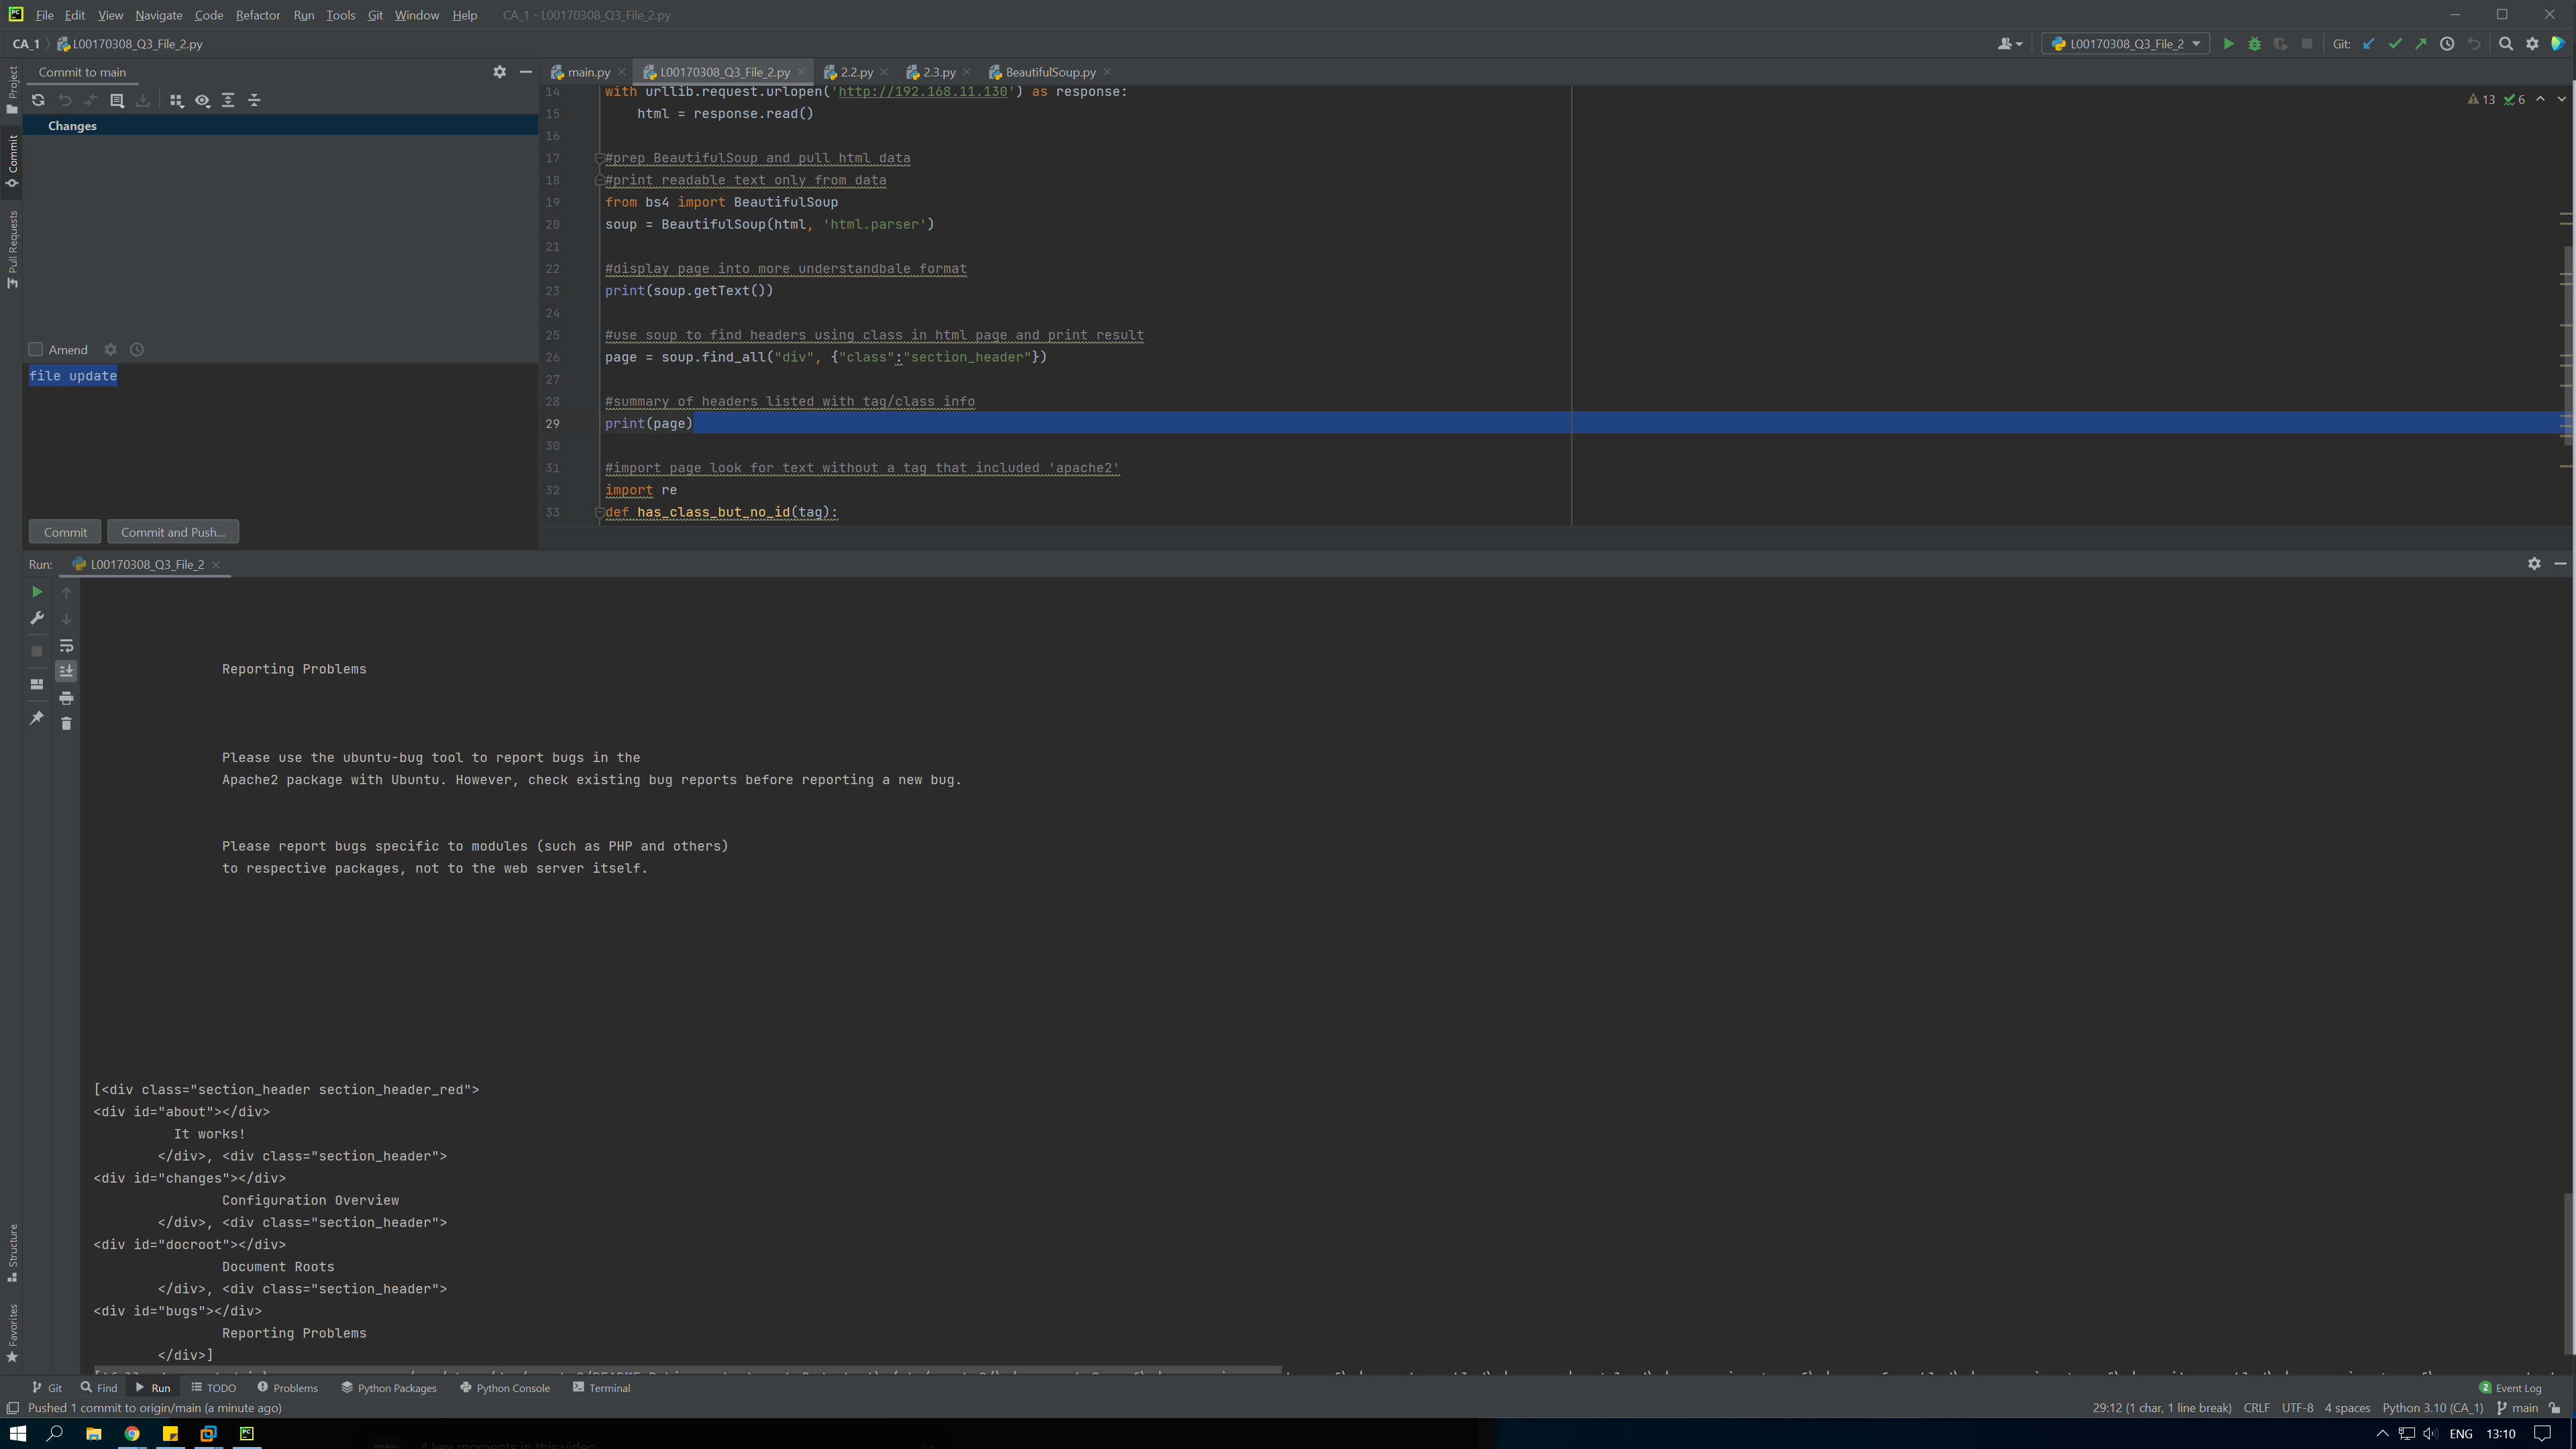 File Edit View Navigate Code Refactor Run Tools Git Window Help CA_1 - L00170308_Q3_File_2.py
CA_1 L00170308_Q3_File_2.py L00170308_Q3_File_2 Git:
Commit to main
main.py L00170308_Q3_File_2.py 2.2.py 2.3.py BeautifulSoup.py
Project
Commit
Pull Requests
Changes
Amend
file update
Commit Commit and Push...
13 6
14 with urllib.request.urlopen('http://192.168.11.130') as response:
15 html = response.read()
16
17 #prep BeautifulSoup and pull html data
18 #print readable text only from data
19 from bs4 import BeautifulSoup
20 soup = BeautifulSoup(html, 'html.parser')
21
22 #display page into more understandbale format
23 print(soup.getText())
24
25 #use soup to find headers using class in html page and print result
26 page = soup.find_all("div", {"class":"section_header"})
27
28 #summary of headers listed with tag/class info
29 print(page)
30
31 #import page look for text without a tag that included 'apache2'
32 import re
33 def has_class_but_no_id(tag):
Run: L00170308_Q3_File_2
Reporting Problems
Please use the ubuntu-bug tool to report bugs in the
Apache2 package with Ubuntu. However, check existing bug reports before reporting a new bug.
Please report bugs specific to modules (such as PHP and others)
to respective packages, not to the web server itself.
[<div class="section_header section_header_red">
<div id="about"></div>
It works!
</div>, <div class="section_header">
<div id="changes"></div>
Configuration Overview
</div>, <div class="section_header">
<div id="docroot"></div>
Document Roots
</div>, <div class="section_header">
<div id="bugs"></div>
Reporting Problems
</div>]
Structure
Favorites
Git Find Run TODO Problems Python Packages Python Console Terminal 2 Event Log
Pushed 1 commit to origin/main (a minute ago) 29:12 (1 char, 1 line break) CRLF UTF-8 4 spaces Python 3.10 (CA_1) main
4 key moments in this video
ENG 13:10